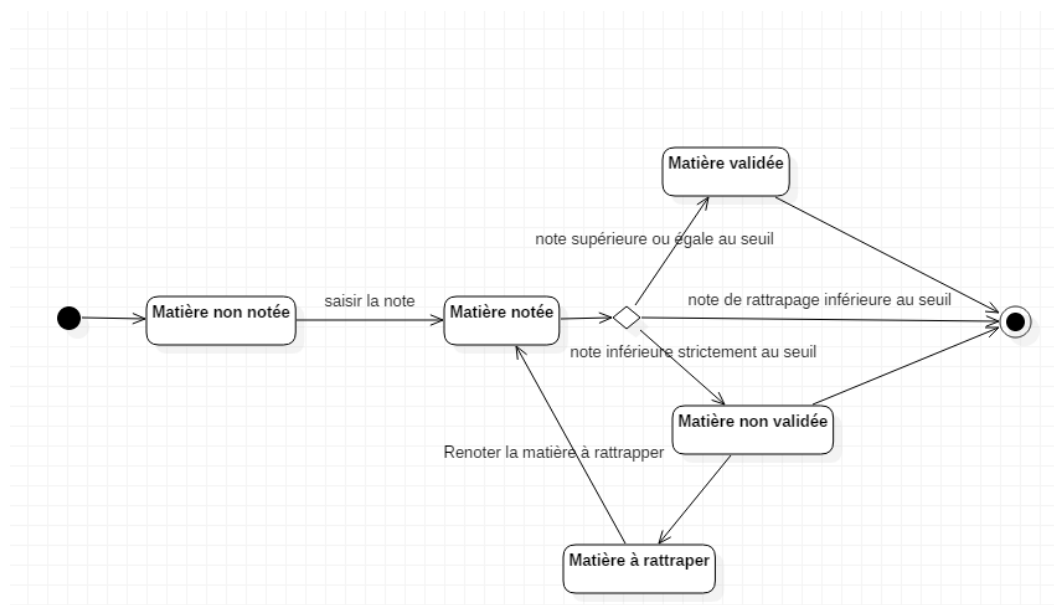 Matière validée
note supérieure ou égale au seuil
note de rattrapage inférieure au seuil
saisir la note
Matière non notée
Matière notée
note inférieure strictement au seuil
Matière non validée
Renoter la matière à rattrapper
Matière à rattraper